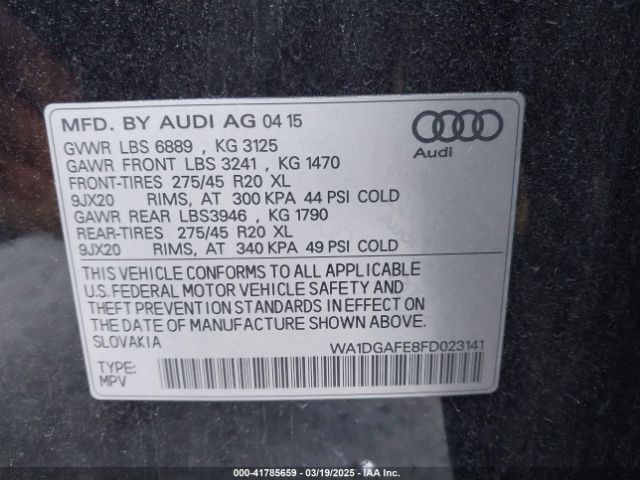 MFD. BY AUDI AG 04 15
GVWR LBS 6889 , KG 3125
GAWR FRONT LBS 3241 , KG 1470
FRONT-TIRES 275/45 R20 XL
9JX20 RIMS, AT 300 KPA 44 PSI COLD
GAWR REAR LBS3946 , KG 1790
REAR-TIRES 275/45 R20 XL
9JX20 RIMS, AT 340 KPA 49 PSI COLD
Audi
THIS VEHICLE CONFORMS TO ALL APPLICABLE
U.S. FEDERAL MOTOR VEHICLE SAFETY AND
THEFT PREVENTION STANDARDS IN EFFECT ON
THE DATE OF MANUFACTURE SHOWN ABOVE.
SLOVAKIA WA1DGAFE8FD023141
TYPE:
MPV
000-41785659 - 03/19/2025 - IAA Inc.